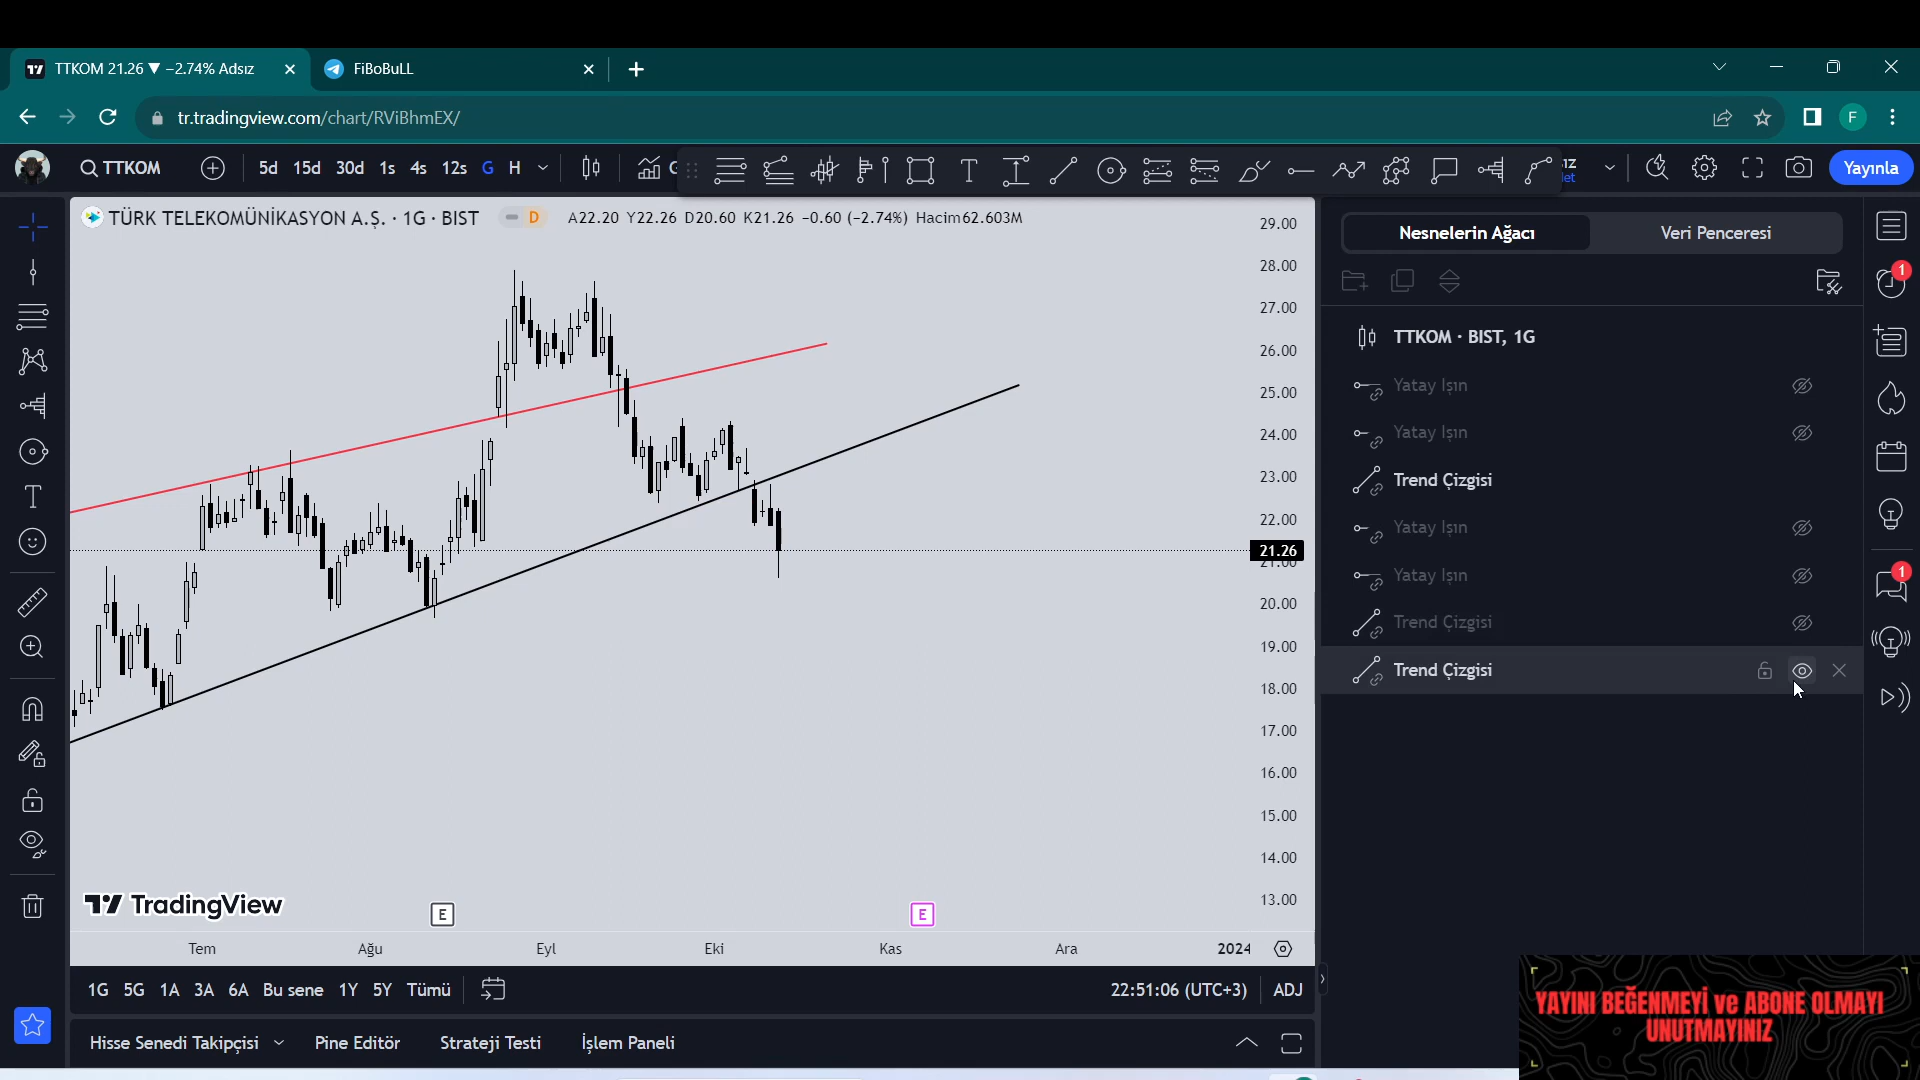 TTKOM 21.26 ▼ −2.74% Adsız
FiBoBuLL
tr.tradingview.com/chart/RViBhmEX/
F
TTKOM
5d 15d 30d 1s 4s 12s G H
Yayınla
TÜRK TELEKOMÜNİKASYON A.Ş. · 1G · BIST
D
A22.20 Y22.26 D20.60 K21.26 −0.60 (−2.74%) Hacim62.603M
29.00
28.00
27.00
26.00
25.00
24.00
23.00
22.00
21.26
21.00
20.00
19.00
18.00
17.00
16.00
15.00
14.00
13.00
TradingView
E
E
Tem Ağu Eyl Eki Kas Ara 2024
1G 5G 1A 3A 6A Bu sene 1Y 5Y Tümü
22:51:06 (UTC+3) ADJ
Hisse Senedi Takipçisi Pine Editör Strateji Testi İşlem Paneli
Nesnelerin Ağacı Veri Penceresi
TTKOM · BIST, 1G
Yatay Işın
Yatay Işın
Trend Çizgisi
Yatay Işın
Yatay Işın
Trend Çizgisi
Trend Çizgisi
1
1
YAYINI BEĞENMEYİ ve ABONE OLMAYI
UNUTMAYINIZ